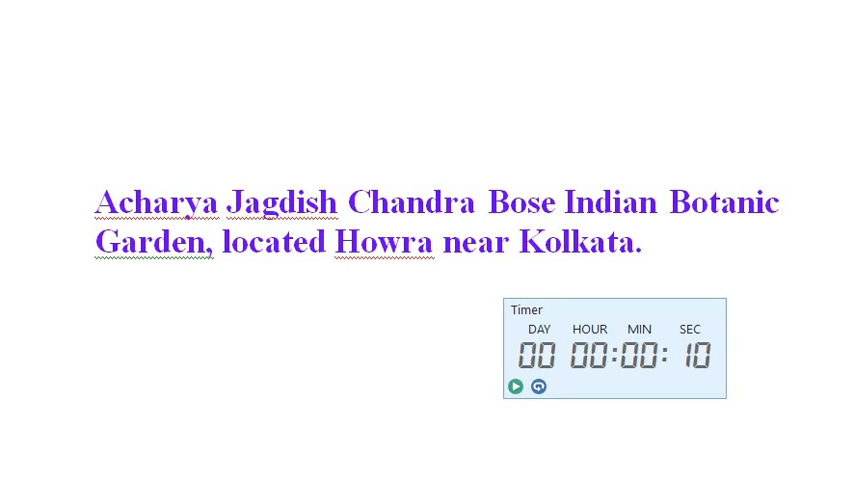 Acharya Jagdish Chandra Bose Indian Botanic
Garden, located Howra near Kolkata.
Timer
DAY HOUR MIN SEC
00 00:00: 10